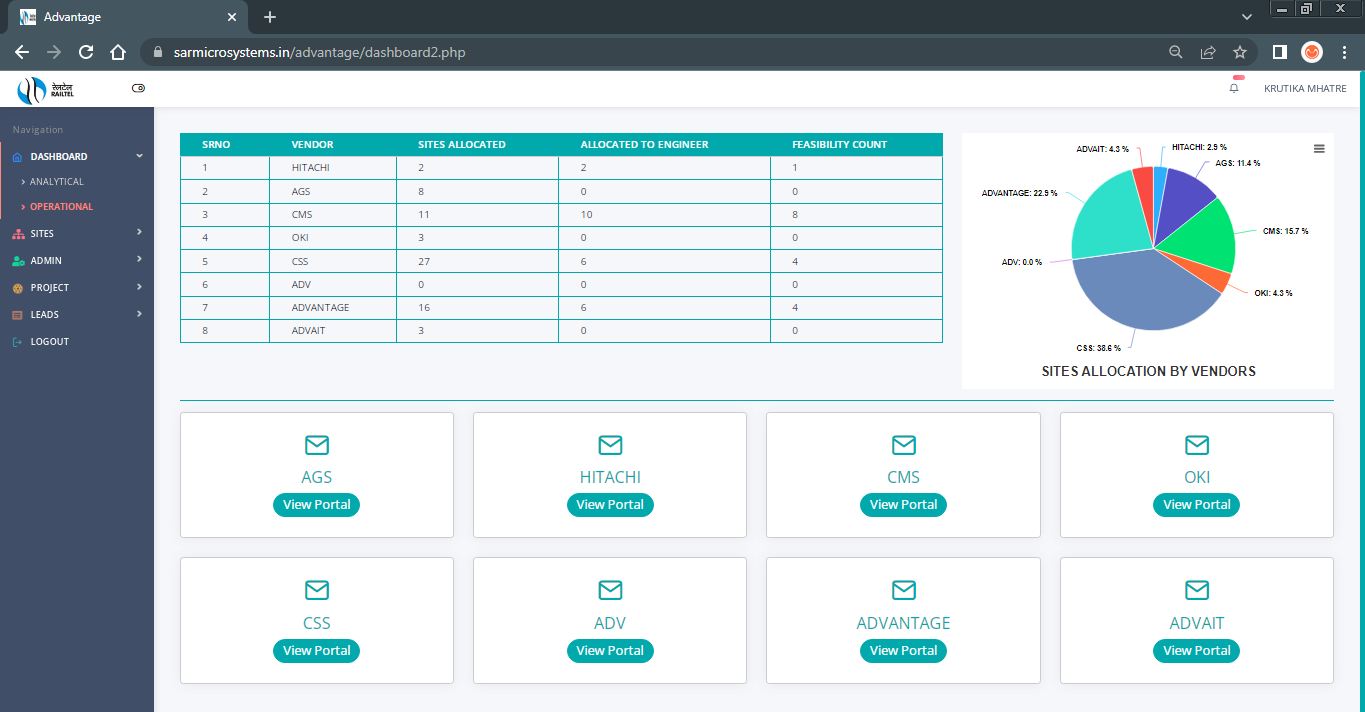 Advantage
sarmicrosystems.in/advantage/dashboard2.php
रेलटेल
RAILTEL
KRUTIKA MHATRE
Navigation
DASHBOARD
ANALYTICAL
OPERATIONAL
SITES
ADMIN
PROJECT
LEADS
LOGOUT
SRNO VENDOR SITES ALLOCATED ALLOCATED TO ENGINEER FEASIBILITY COUNT
1 HITACHI 2 2 1
2 AGS 8 0 0
3 CMS 11 10 8
4 OKI 3 0 0
5 CSS 27 6 4
6 ADV 0 0 0
7 ADVANTAGE 16 6 4
8 ADVAIT 3 0 0
ADVAIT: 4.3 %
HITACHI: 2.9 %
AGS: 11.4 %
ADVANTAGE: 22.9 %
CMS: 15.7 %
ADV: 0.0 %
OKI: 4.3 %
CSS: 38.6 %
SITES ALLOCATION BY VENDORS
AGS
View Portal
HITACHI
View Portal
CMS
View Portal
OKI
View Portal
CSS
View Portal
ADV
View Portal
ADVANTAGE
View Portal
ADVAIT
View Portal